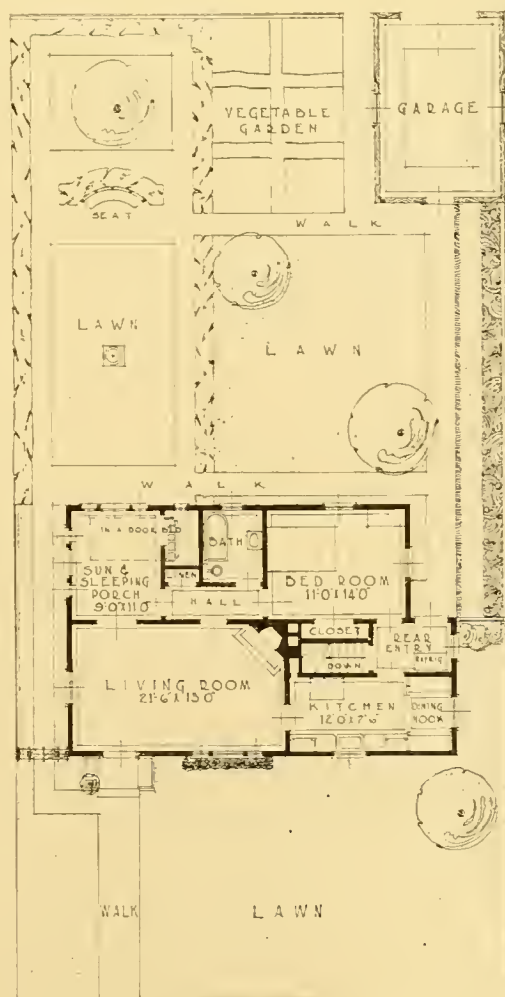 VEGETABLE
GARDEN
GARAGE
SEAT
WALK
LAWN
LAWN
WALK
IN A DOOR BED
BATH
LINEN
SUN &
SLEEPING
PORCH
9'0"X11'0"
HALL
BED ROOM
11'0"X14'0"
CLOSET
REAR
ENTRY
REFRIG
DOWN
LIVING ROOM
21'-6"X13'0"
KITCHEN
12'0"X7'6"
DINING
NOOK
WALK
LAWN